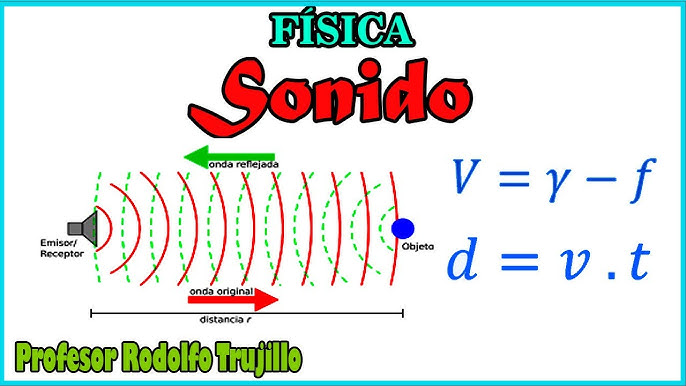 FÍSICA
Sonido
onda reflejada
V = γ − f
Emisor/
Receptor
Objeto
d = v . t
onda original
distancia r
Profesor Rodolfo Trujillo